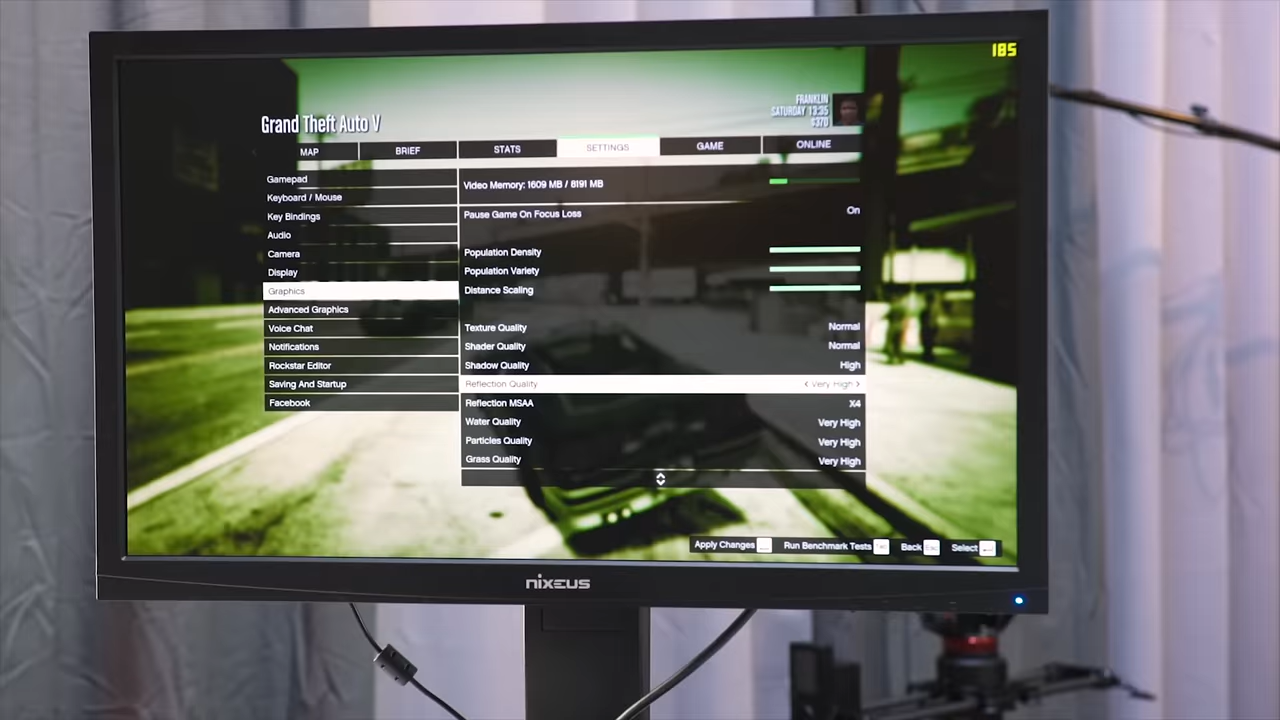 185
FRANKLIN
SATURDAY 13:35
Grand Theft Auto V
MAP BRIEF STATS SETTINGS GAME ONLINE
Gamepad
Keyboard / Mouse
Key Bindings
Audio
Camera
Display
Graphics
Advanced Graphics
Voice Chat
Notifications
Rockstar Editor
Saving And Startup
Facebook
Video Memory: 1609 MB / 8191 MB
Pause Game On Focus Loss On
Population Density
Population Variety
Distance Scaling
Texture Quality Normal
Shader Quality Normal
Shadow Quality High
Reflection Quality < Very High >
Reflection MSAA X4
Water Quality Very High
Particles Quality Very High
Grass Quality Very High
Apply Changes Run Benchmark Tests Back Select
nixeus